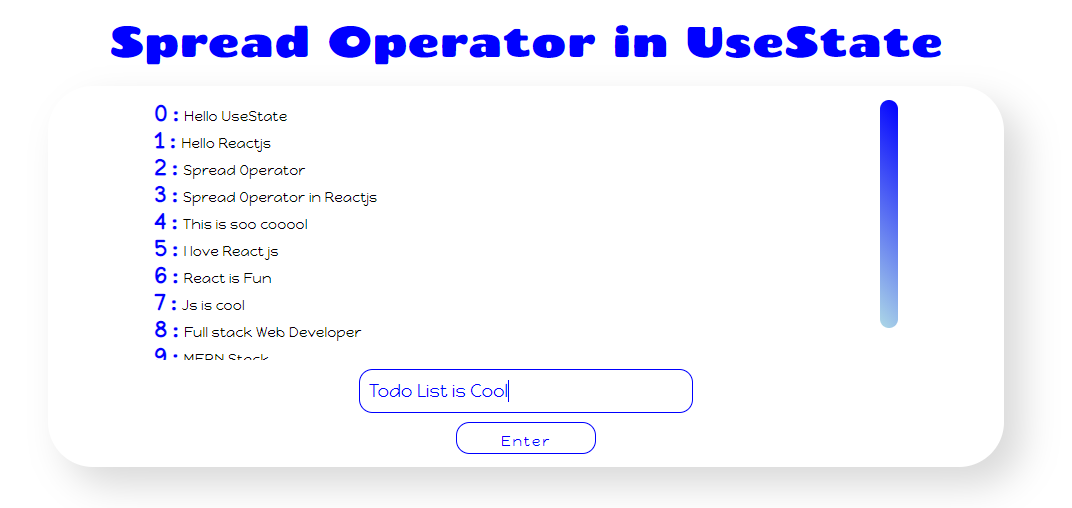 Spread Operator in UseState
0 : Hello UseState
1 : Hello Reactjs
2 : Spread Operator
3 : Spread Operator in Reactjs
4 : This is soo cooool
5 : I love React js
6 : React is Fun
7 : Js is cool
8 : Full stack Web Developer
9 : MERN Stack
Todo List is Cool
Enter